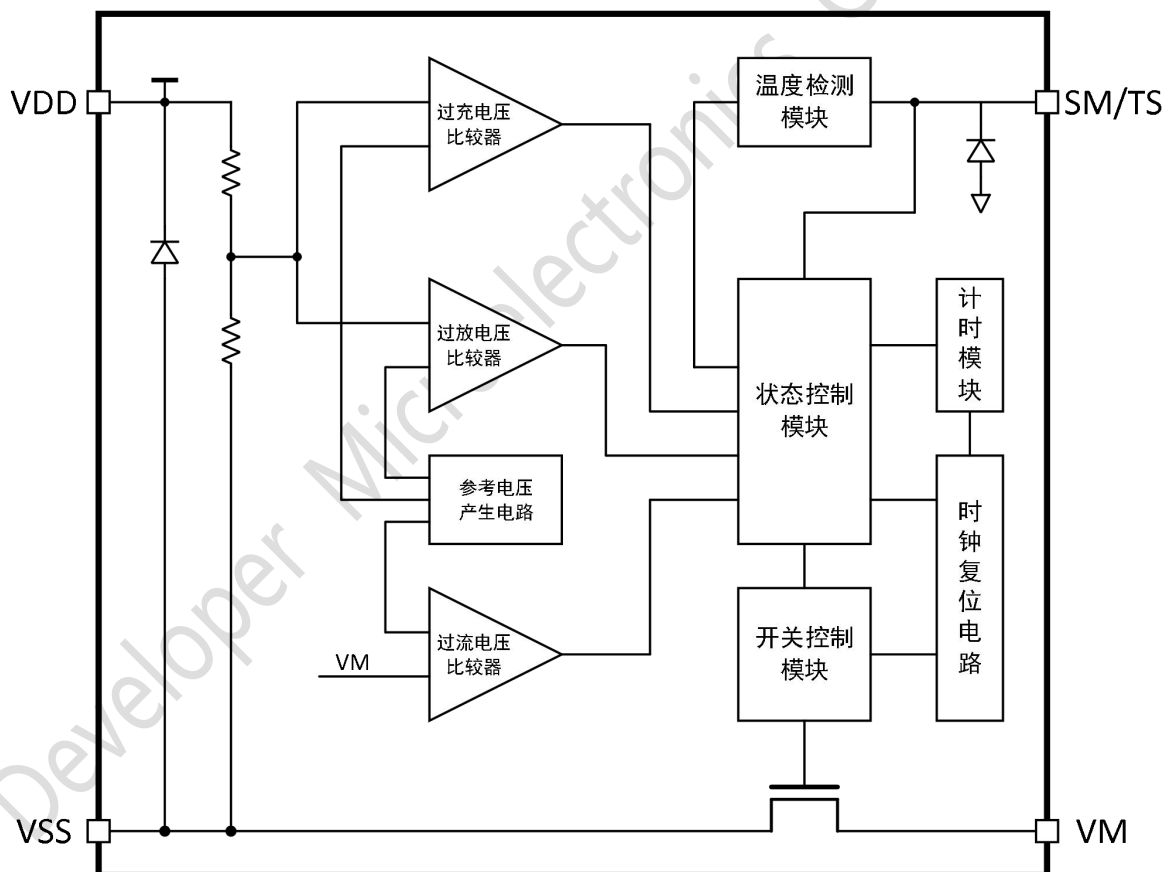 VDD
过充电压
比较器
温度检测
模块
SM/TS
过放电压
比较器
状态控制
模块
计
时
模
块
参考电压
产生电路
时
钟
复
位
电
路
过流电压
比较器
VM
开关控制
模块
VSS
VM
Developer Microelectronics